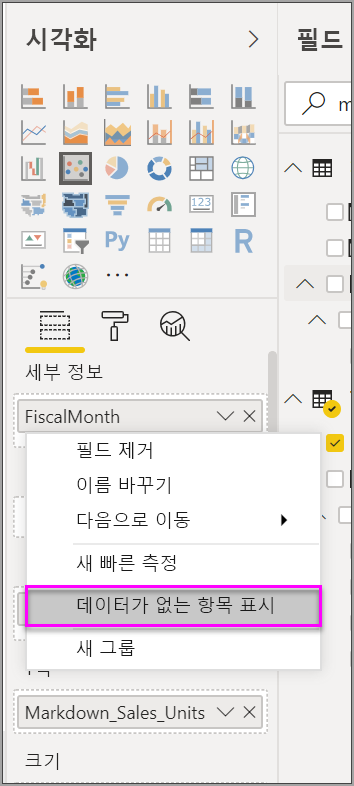 시각화
필드
m
123
Py
R
세부 정보
FiscalMonth
필드 제거
이름 바꾸기
다음으로 이동
새 빠른 측정
데이터가 없는 항목 표시
새 그룹
Markdown_Sales_Units
크기